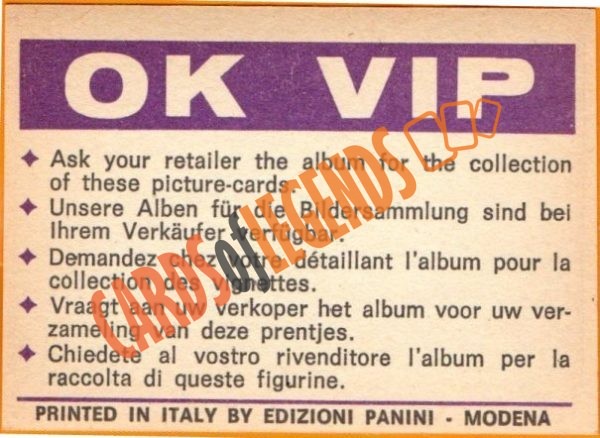 OK VIP
✦ Ask your retailer the album for the collection
of these picture-cards.
✦ Unsere Alben für die Bildersammlung sind bei
Ihrem Verkäufer verfügbar.
✦ Demandez chez votre détaillant l'album pour la
collection des vignettes.
✦ Vraagt aan uw verkoper het album voor uw ver-
zameling van deze prentjes.
✦ Chiedete al vostro rivenditore l'album per la
raccolta di queste figurine.
PRINTED IN ITALY BY EDIZIONI PANINI - MODENA
CARDS of LEGENDS